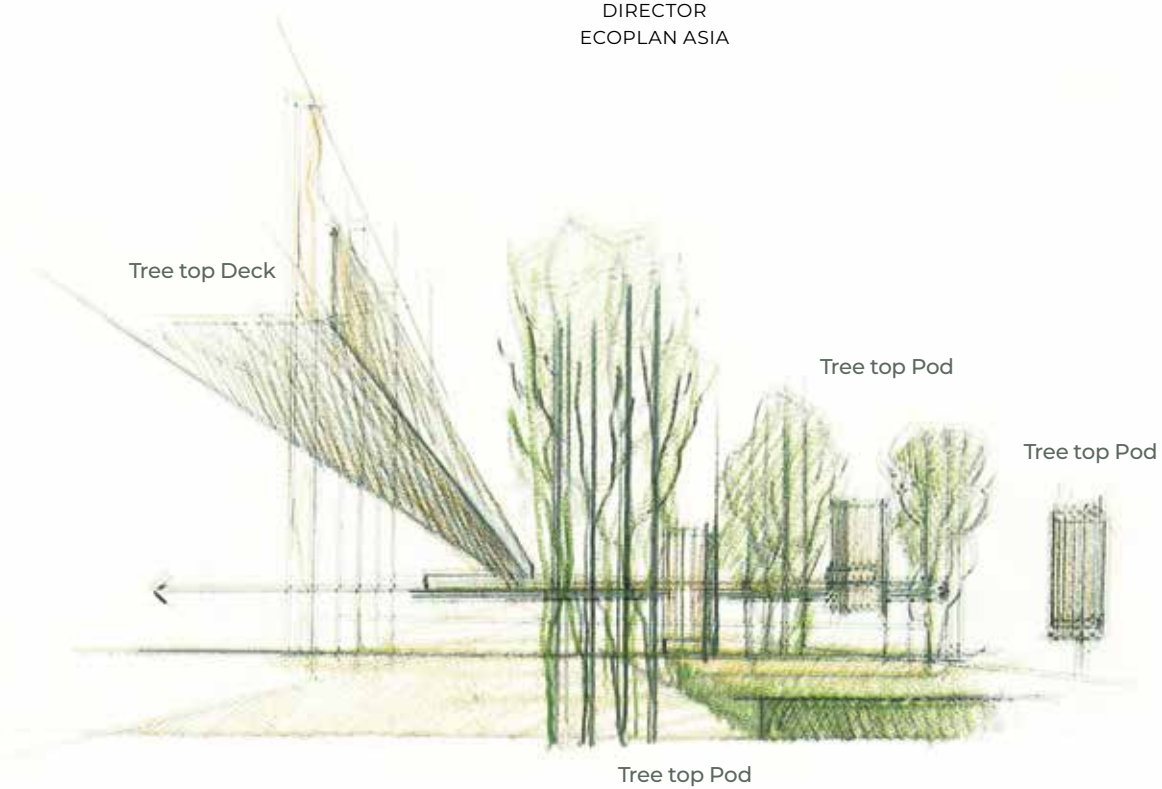 DIRECTOR
ECOPLAN ASIA
Tree top Deck
Tree top Pod
Tree top Pod
Tree top Pod